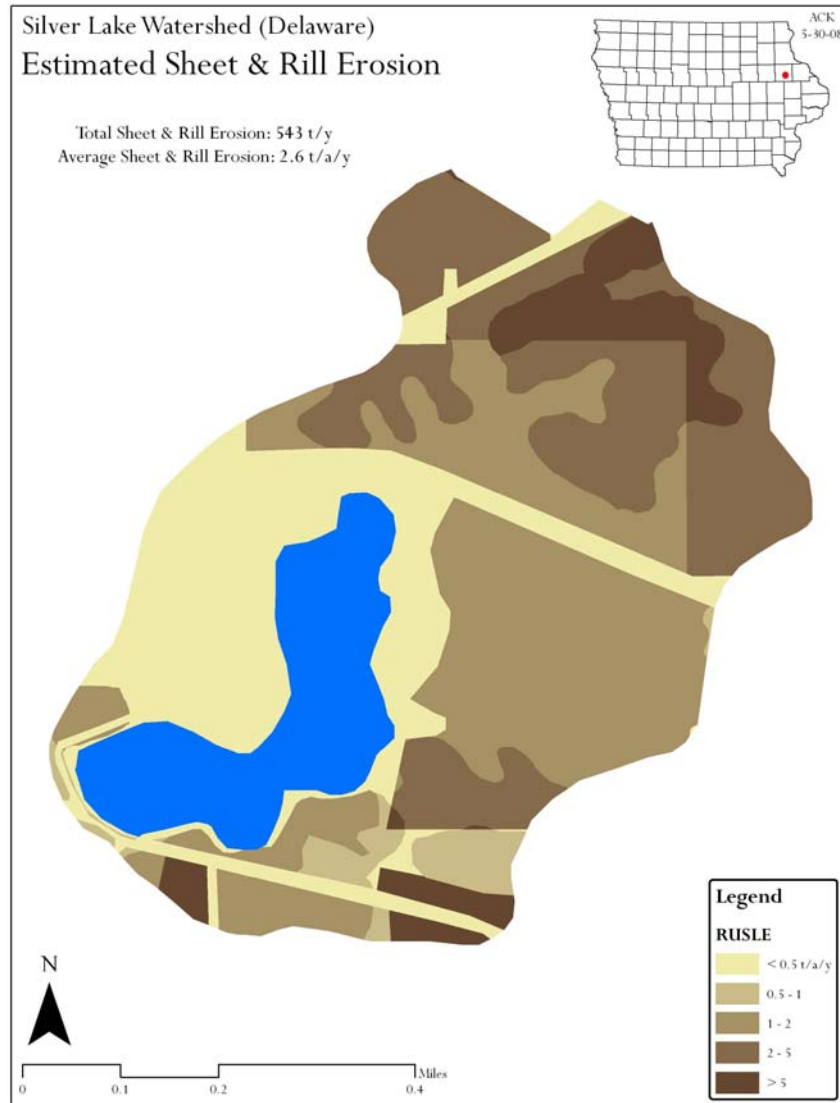 Silver Lake Watershed (Delaware)
Estimated Sheet & Rill Erosion
ACK
5-30-08
Total Sheet & Rill Erosion: 543 t/y
Average Sheet & Rill Erosion: 2.6 t/a/y
Legend
RUSLE
< 0.5 t/a/y
0.5 - 1
1 - 2
2 - 5
> 5
N
Miles
0 0.1 0.2 0.4